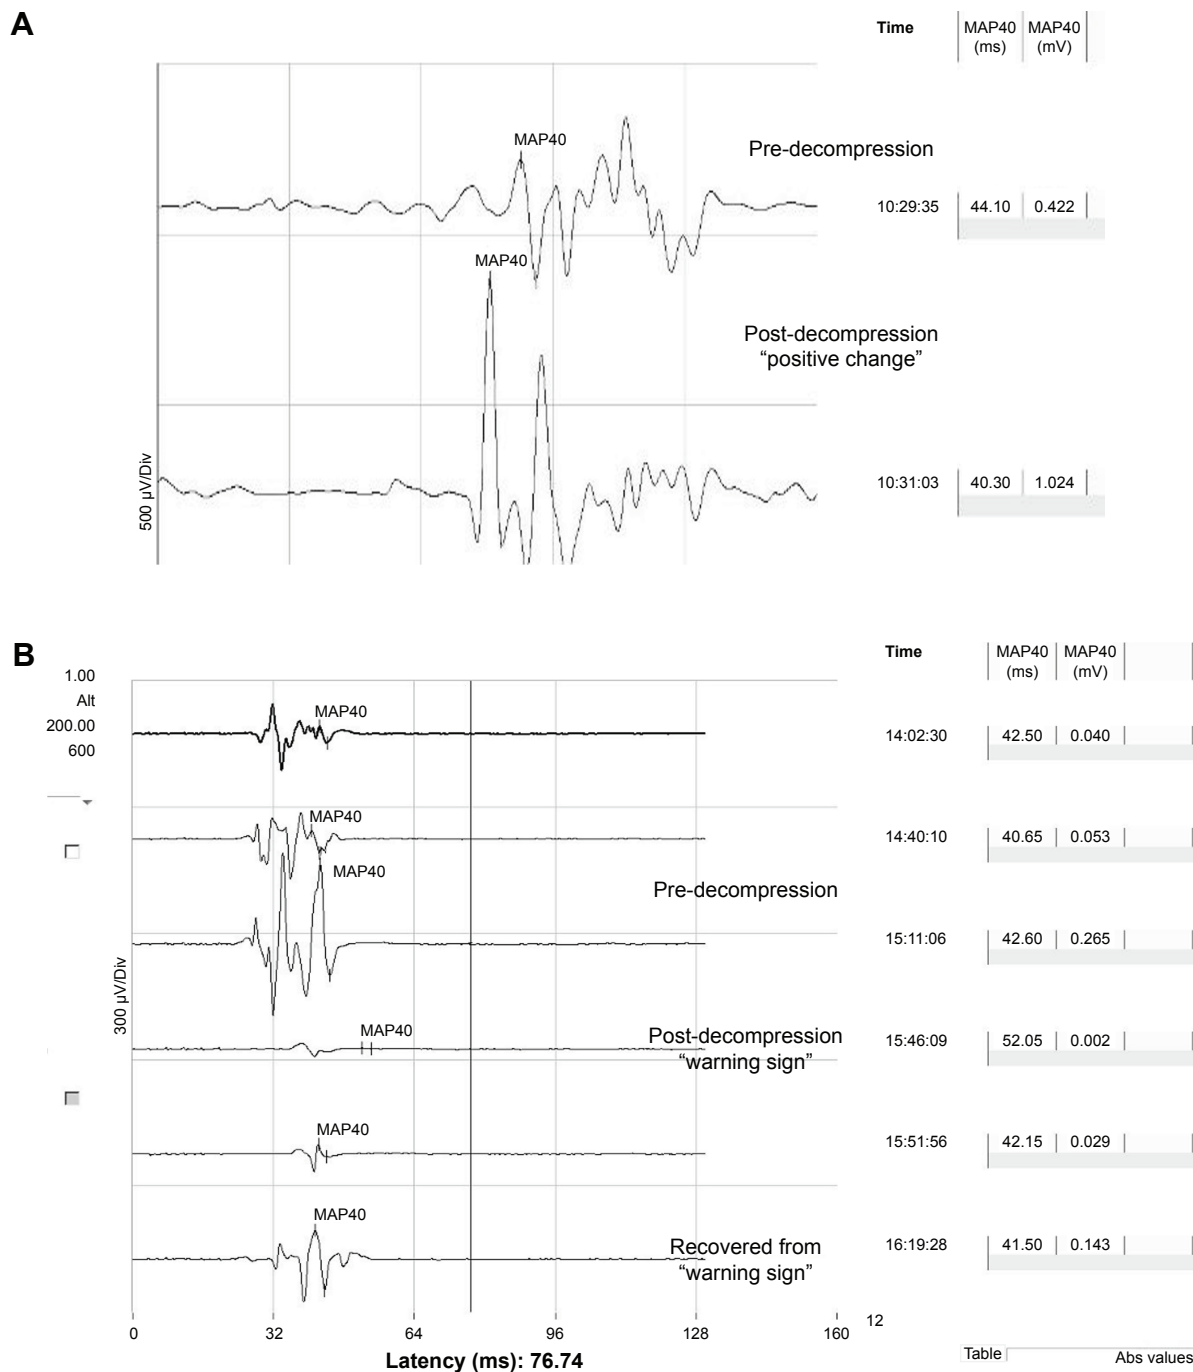 A
Time
MAP40 (ms)
MAP40 (mV)
MAP40
Pre-decompression
10:29:35
44.10
0.422
MAP40
Post-decompression
“positive change”
500 µV/Div
10:31:03
40.30
1.024
B
1.00
Alt
200.00
600
Time
MAP40 (ms)
MAP40 (mV)
MAP40
14:02:30
42.50
0.040
MAP40
14:40:10
40.65
0.053
MAP40
Pre-decompression
15:11:06
42.60
0.265
300 µV/Div
MAP40
Post-decompression
“warning sign”
15:46:09
52.05
0.002
MAP40
15:51:56
42.15
0.029
MAP40
Recovered from
“warning sign”
16:19:28
41.50
0.143
0
32
64
96
128
160
12
Latency (ms): 76.74
Table
Abs values